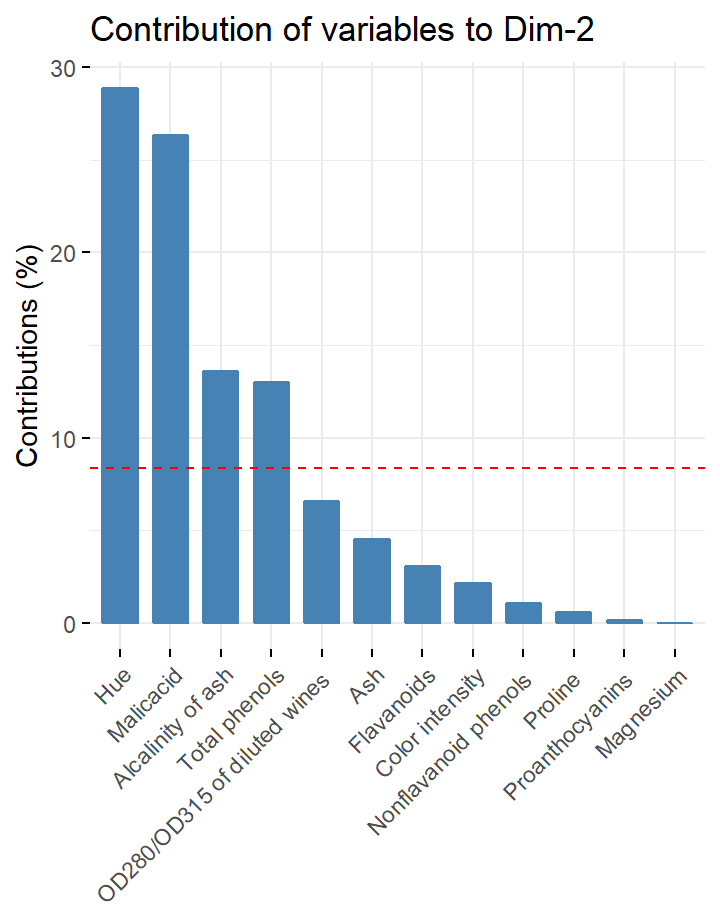 Contribution of variables to Dim-2
Contributions (%)
30
20
10
0
Hue
Malicacid
Alcalinity of ash
Total phenols
OD280/OD315 of diluted wines
Ash
Flavanoids
Color intensity
Nonflavanoid phenols
Proline
Proanthocyanins
Magnesium